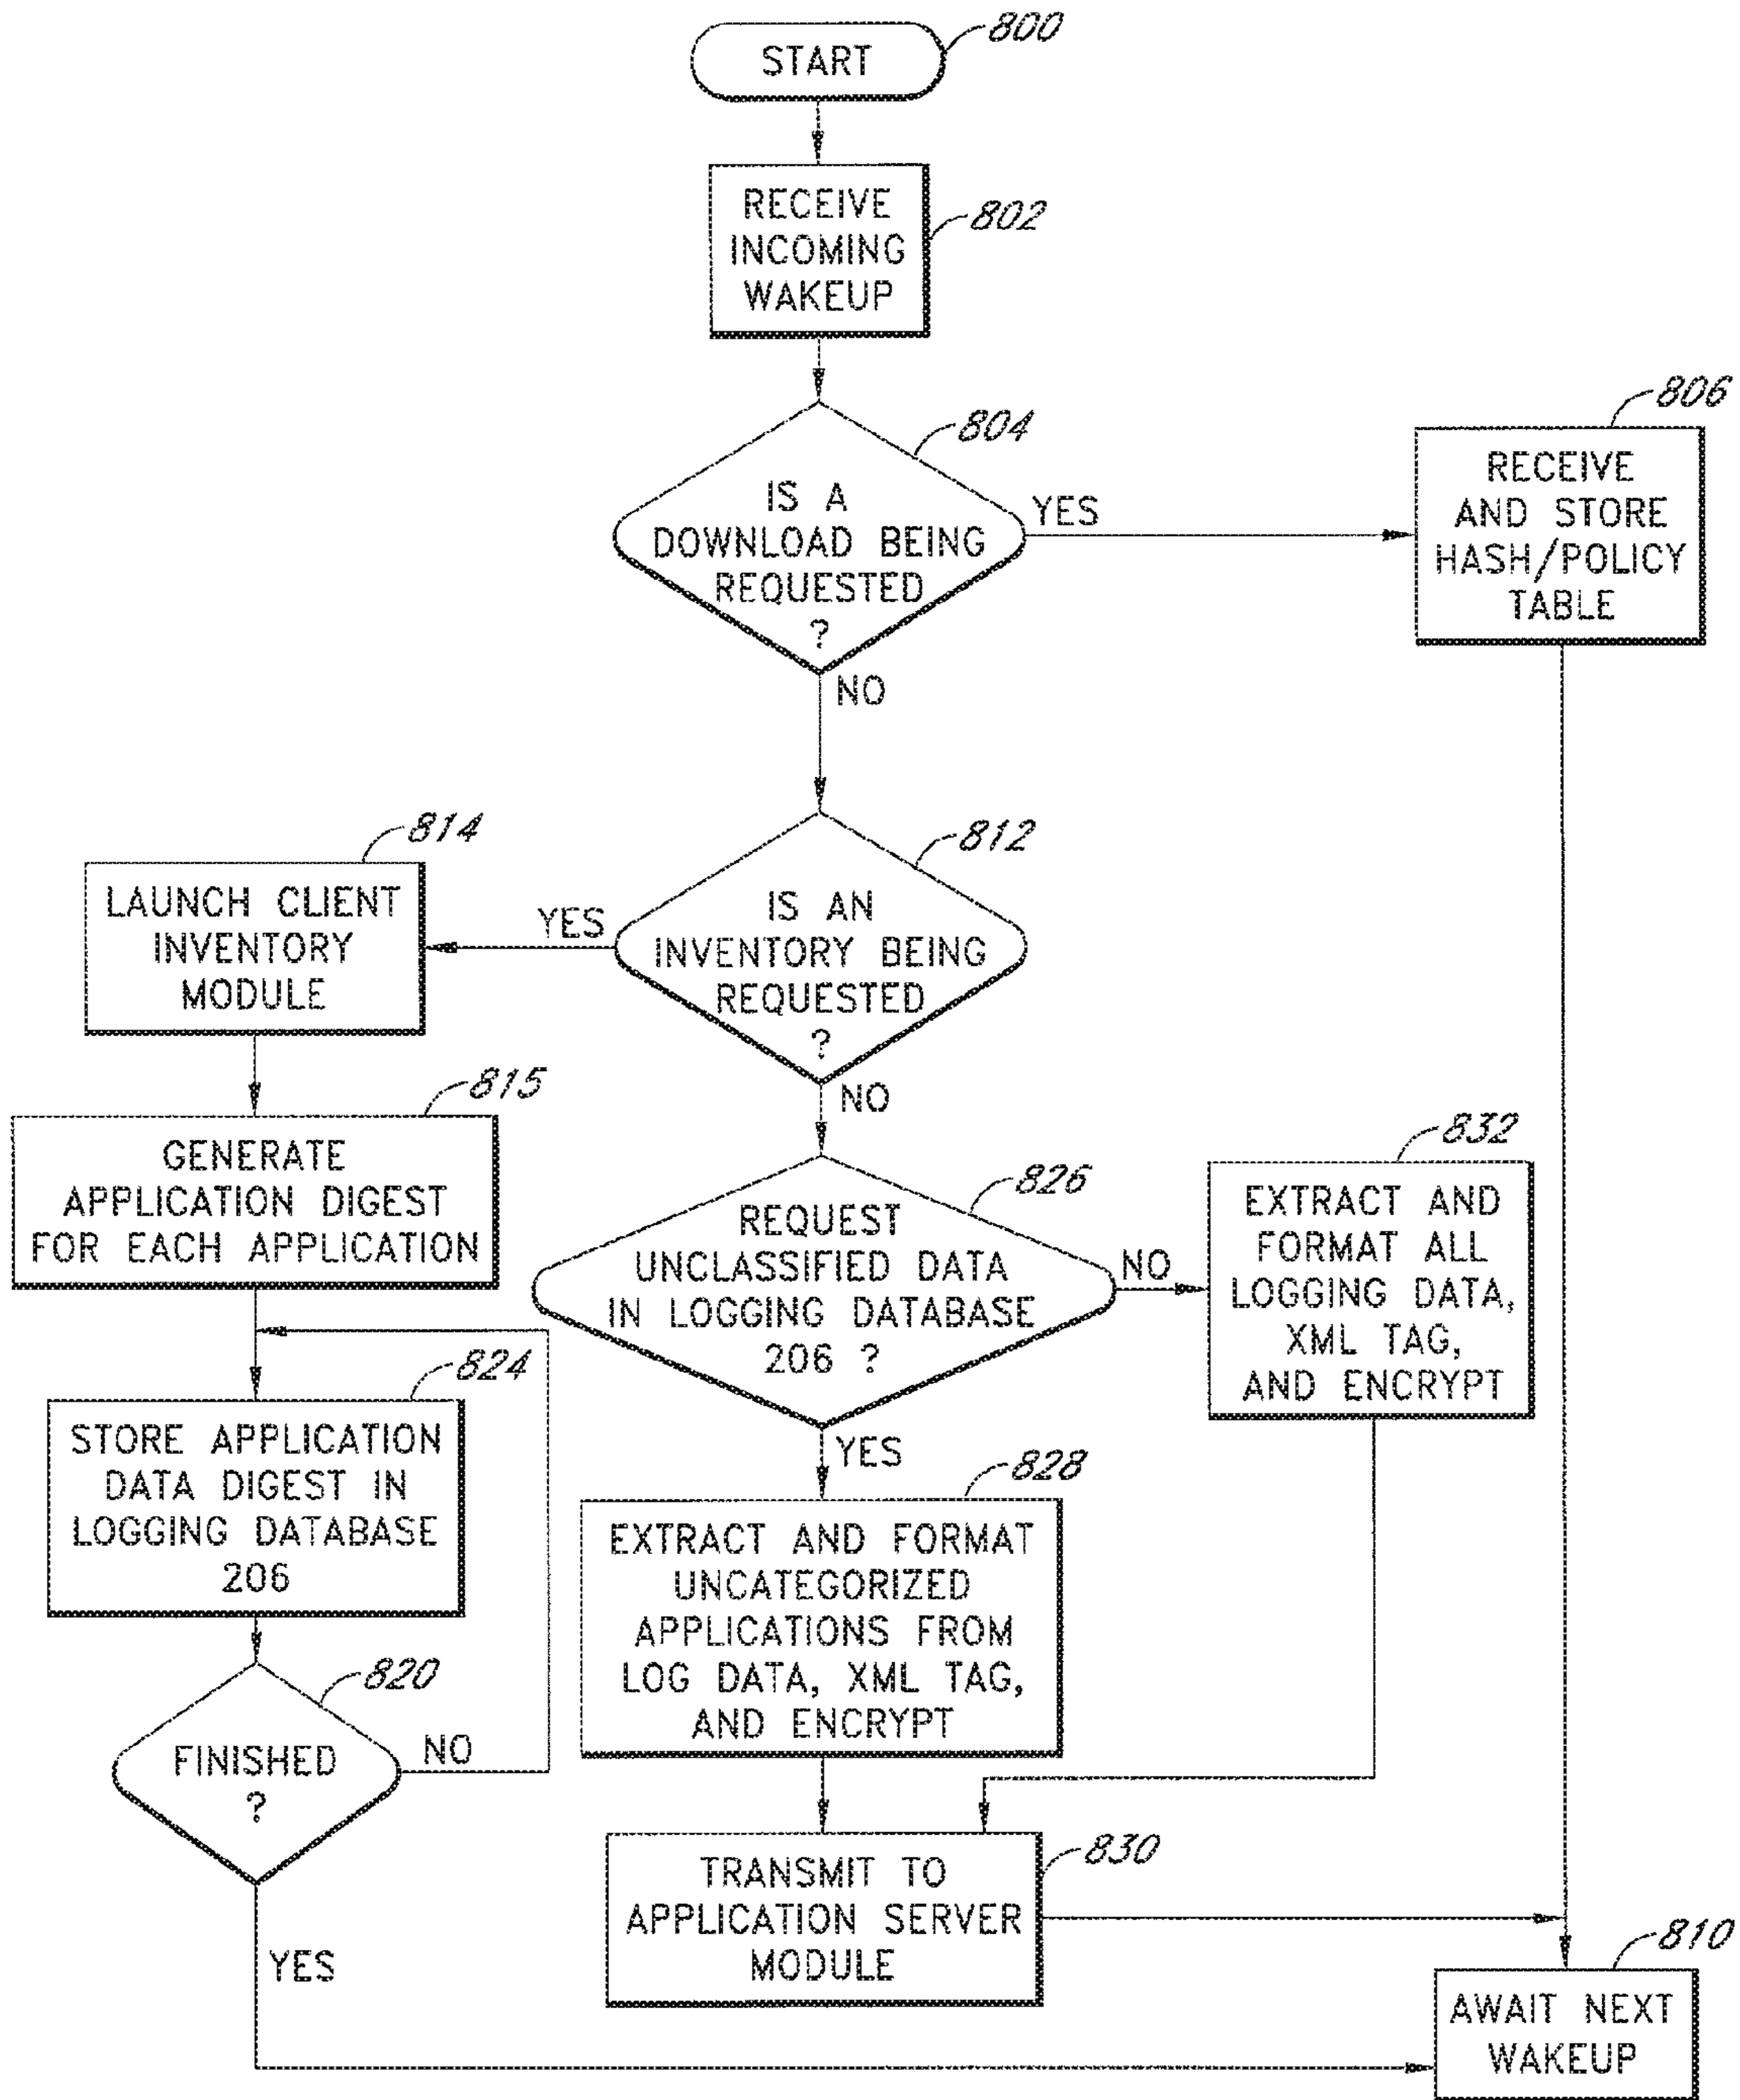 START
800
RECEIVE
INCOMING
WAKEUP
802
804
IS A
DOWNLOAD BEING
REQUESTED
?
YES
NO
806
RECEIVE
AND STORE
HASH/POLICY
TABLE
812
IS AN
INVENTORY BEING
REQUESTED
?
YES
NO
814
LAUNCH CLIENT
INVENTORY
MODULE
815
GENERATE
APPLICATION DIGEST
FOR EACH APPLICATION
824
STORE APPLICATION
DATA DIGEST IN
LOGGING DATABASE
206
820
FINISHED
?
NO
YES
826
REQUEST
UNCLASSIFIED DATA
IN LOGGING DATABASE
206 ?
NO
YES
832
EXTRACT AND
FORMAT ALL
LOGGING DATA,
XML TAG,
AND ENCRYPT
828
EXTRACT AND FORMAT
UNCATEGORIZED
APPLICATIONS FROM
LOG DATA, XML TAG,
AND ENCRYPT
830
TRANSMIT TO
APPLICATION SERVER
MODULE
810
AWAIT NEXT
WAKEUP